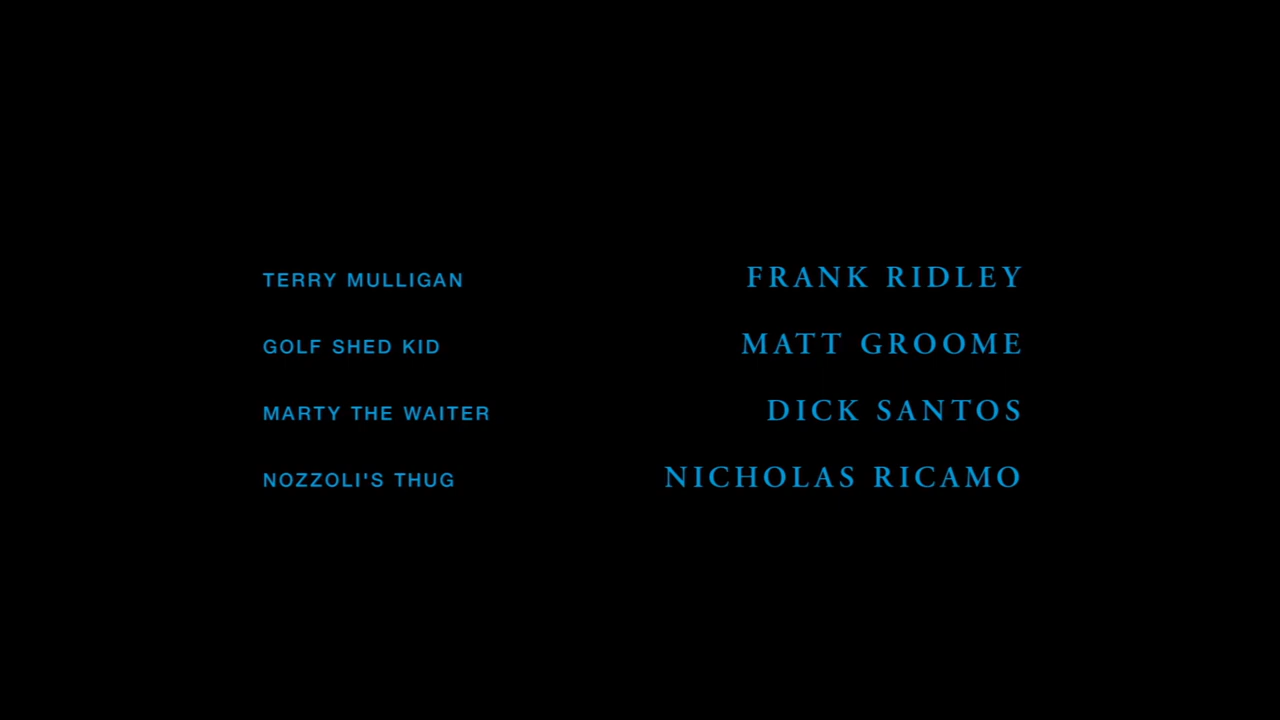 TERRY MULLIGAN FRANK RIDLEY
GOLF SHED KID MATT GROOME
MARTY THE WAITER DICK SANTOS
NOZZOLI'S THUG NICHOLAS RICAMO